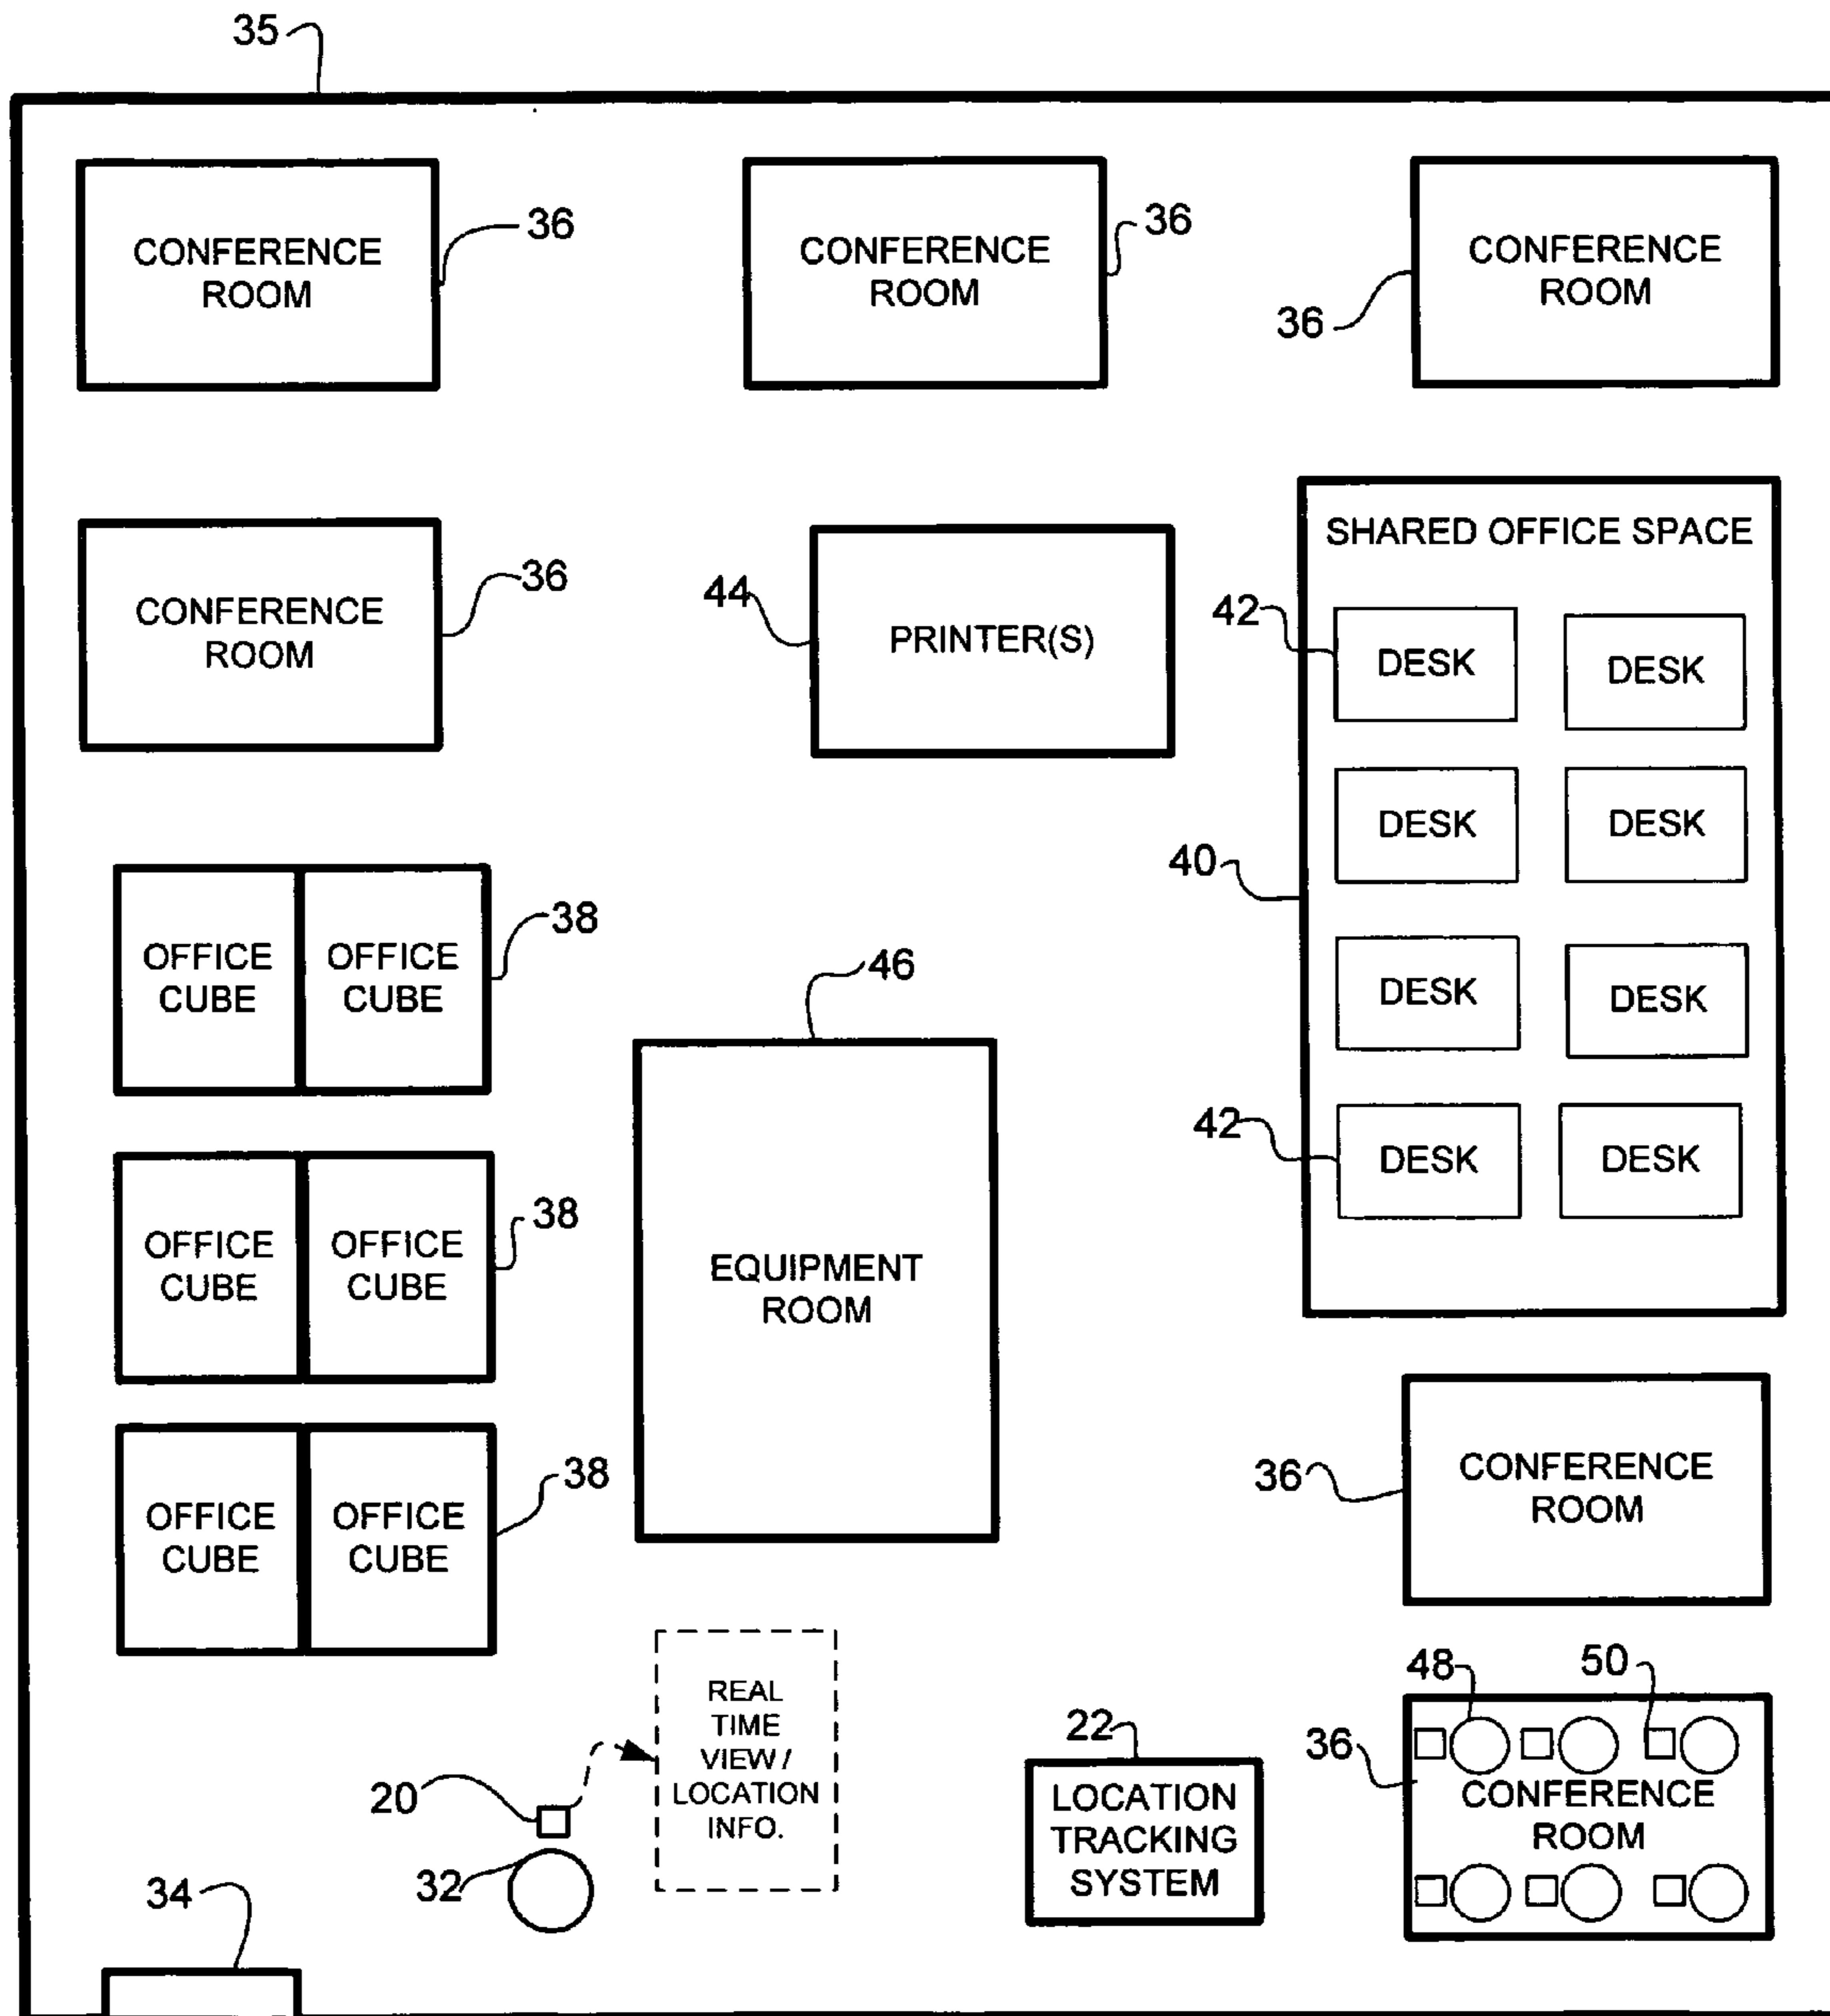 35
CONFERENCE
ROOM
36
CONFERENCE
ROOM
36
CONFERENCE
ROOM
36
CONFERENCE
ROOM
36
44
PRINTER(S)
SHARED OFFICE SPACE
42
DESK
DESK
DESK
DESK
40
DESK
DESK
42
DESK
DESK
OFFICE
CUBE
OFFICE
CUBE
38
OFFICE
CUBE
OFFICE
CUBE
38
OFFICE
CUBE
OFFICE
CUBE
38
46
EQUIPMENT
ROOM
36
CONFERENCE
ROOM
REAL
TIME
VIEW /
LOCATION
INFO.
20
32
34
22
LOCATION
TRACKING
SYSTEM
48
50
36
CONFERENCE
ROOM